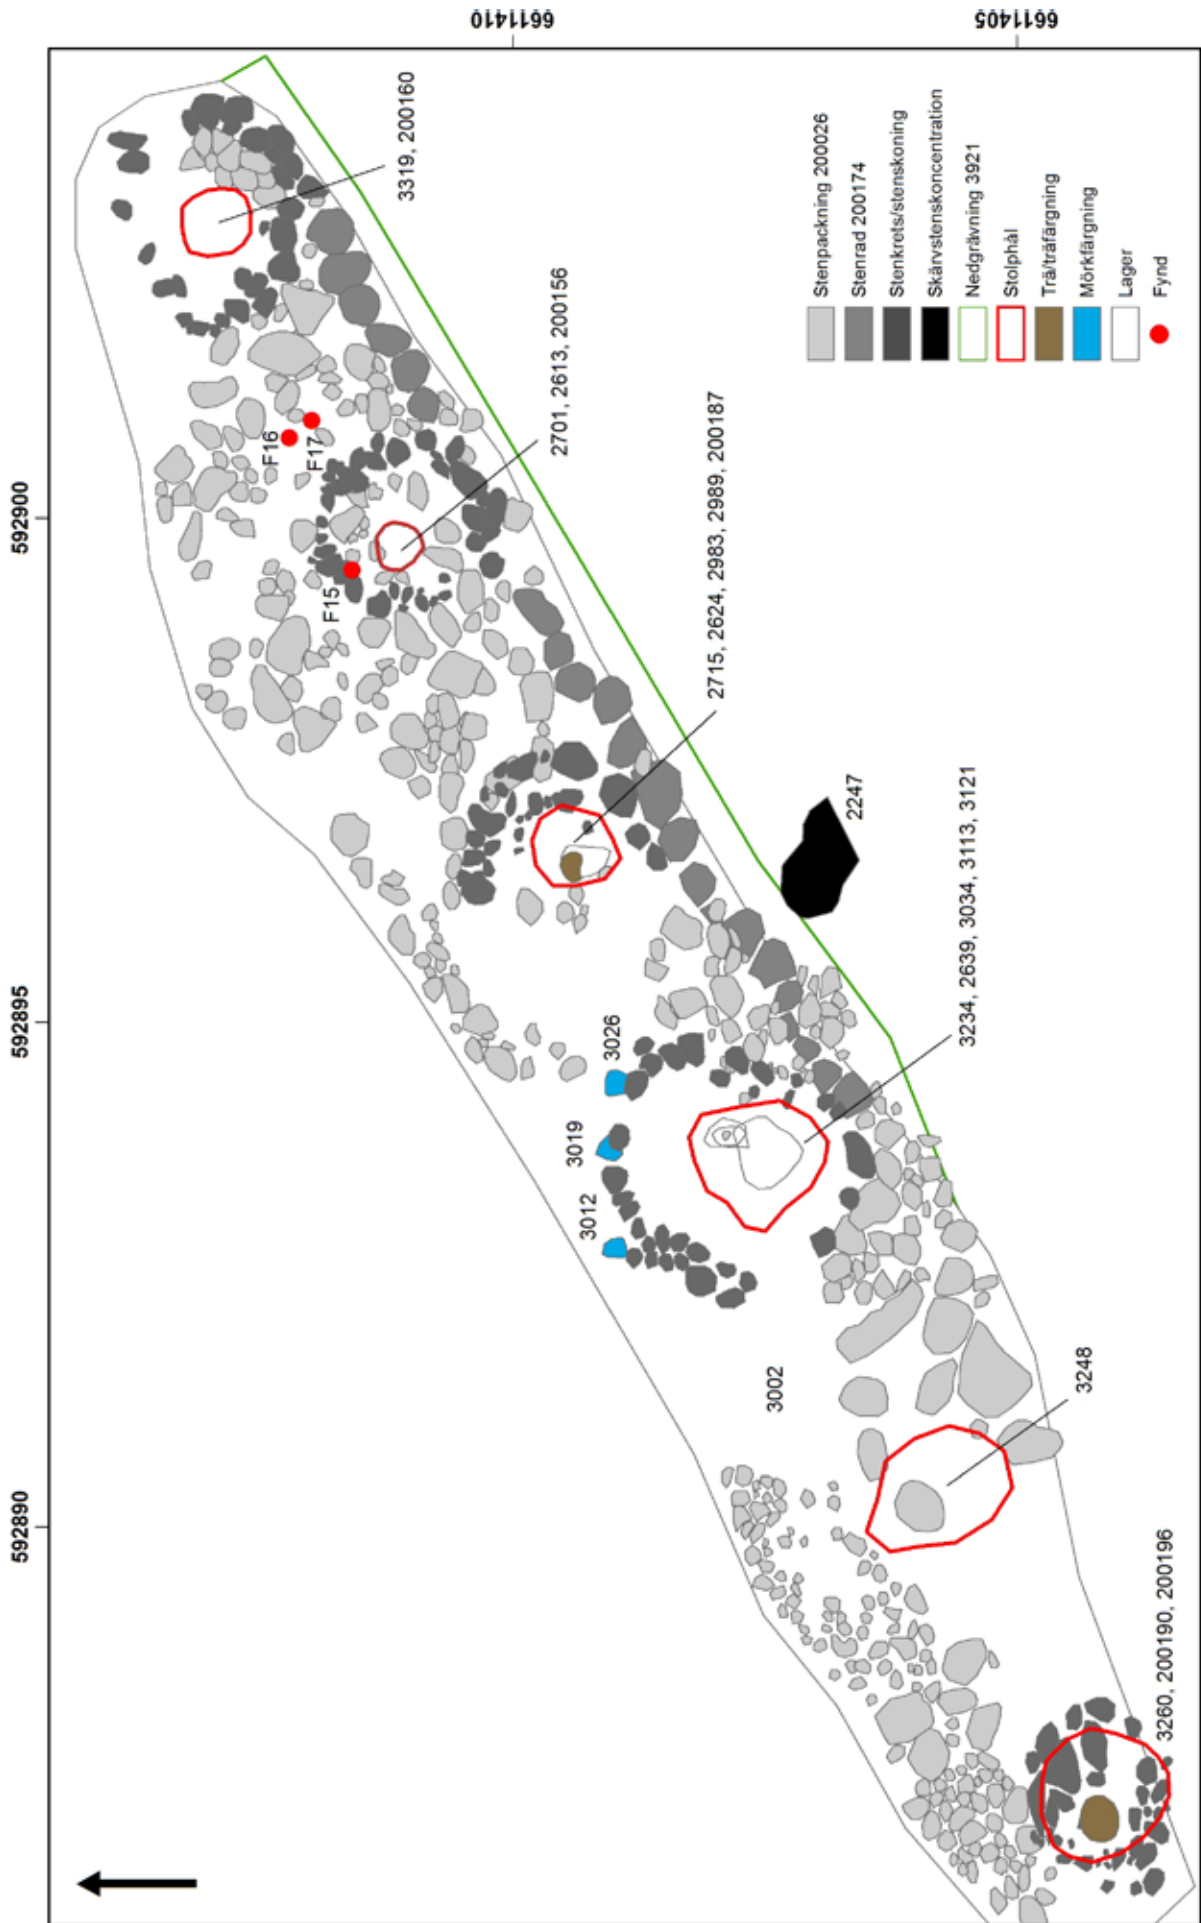 592890
592895
592900
6611410
6611405
3319, 200160
F16
F17
F15
2701, 2613, 200156
2715, 2624, 2983, 2989, 200187
2247
3026
3019
3012
3234, 2639, 3034, 3113, 3121
3002
3248
3260, 200190, 200196
Stenpackning 200026
Stenrad 200174
Stenkrets/stenskoning
Skärvstenskoncentration
Nedgrävning 3921
Stolphål
Trä/träfärgning
Mörkfärgning
Lager
Fynd